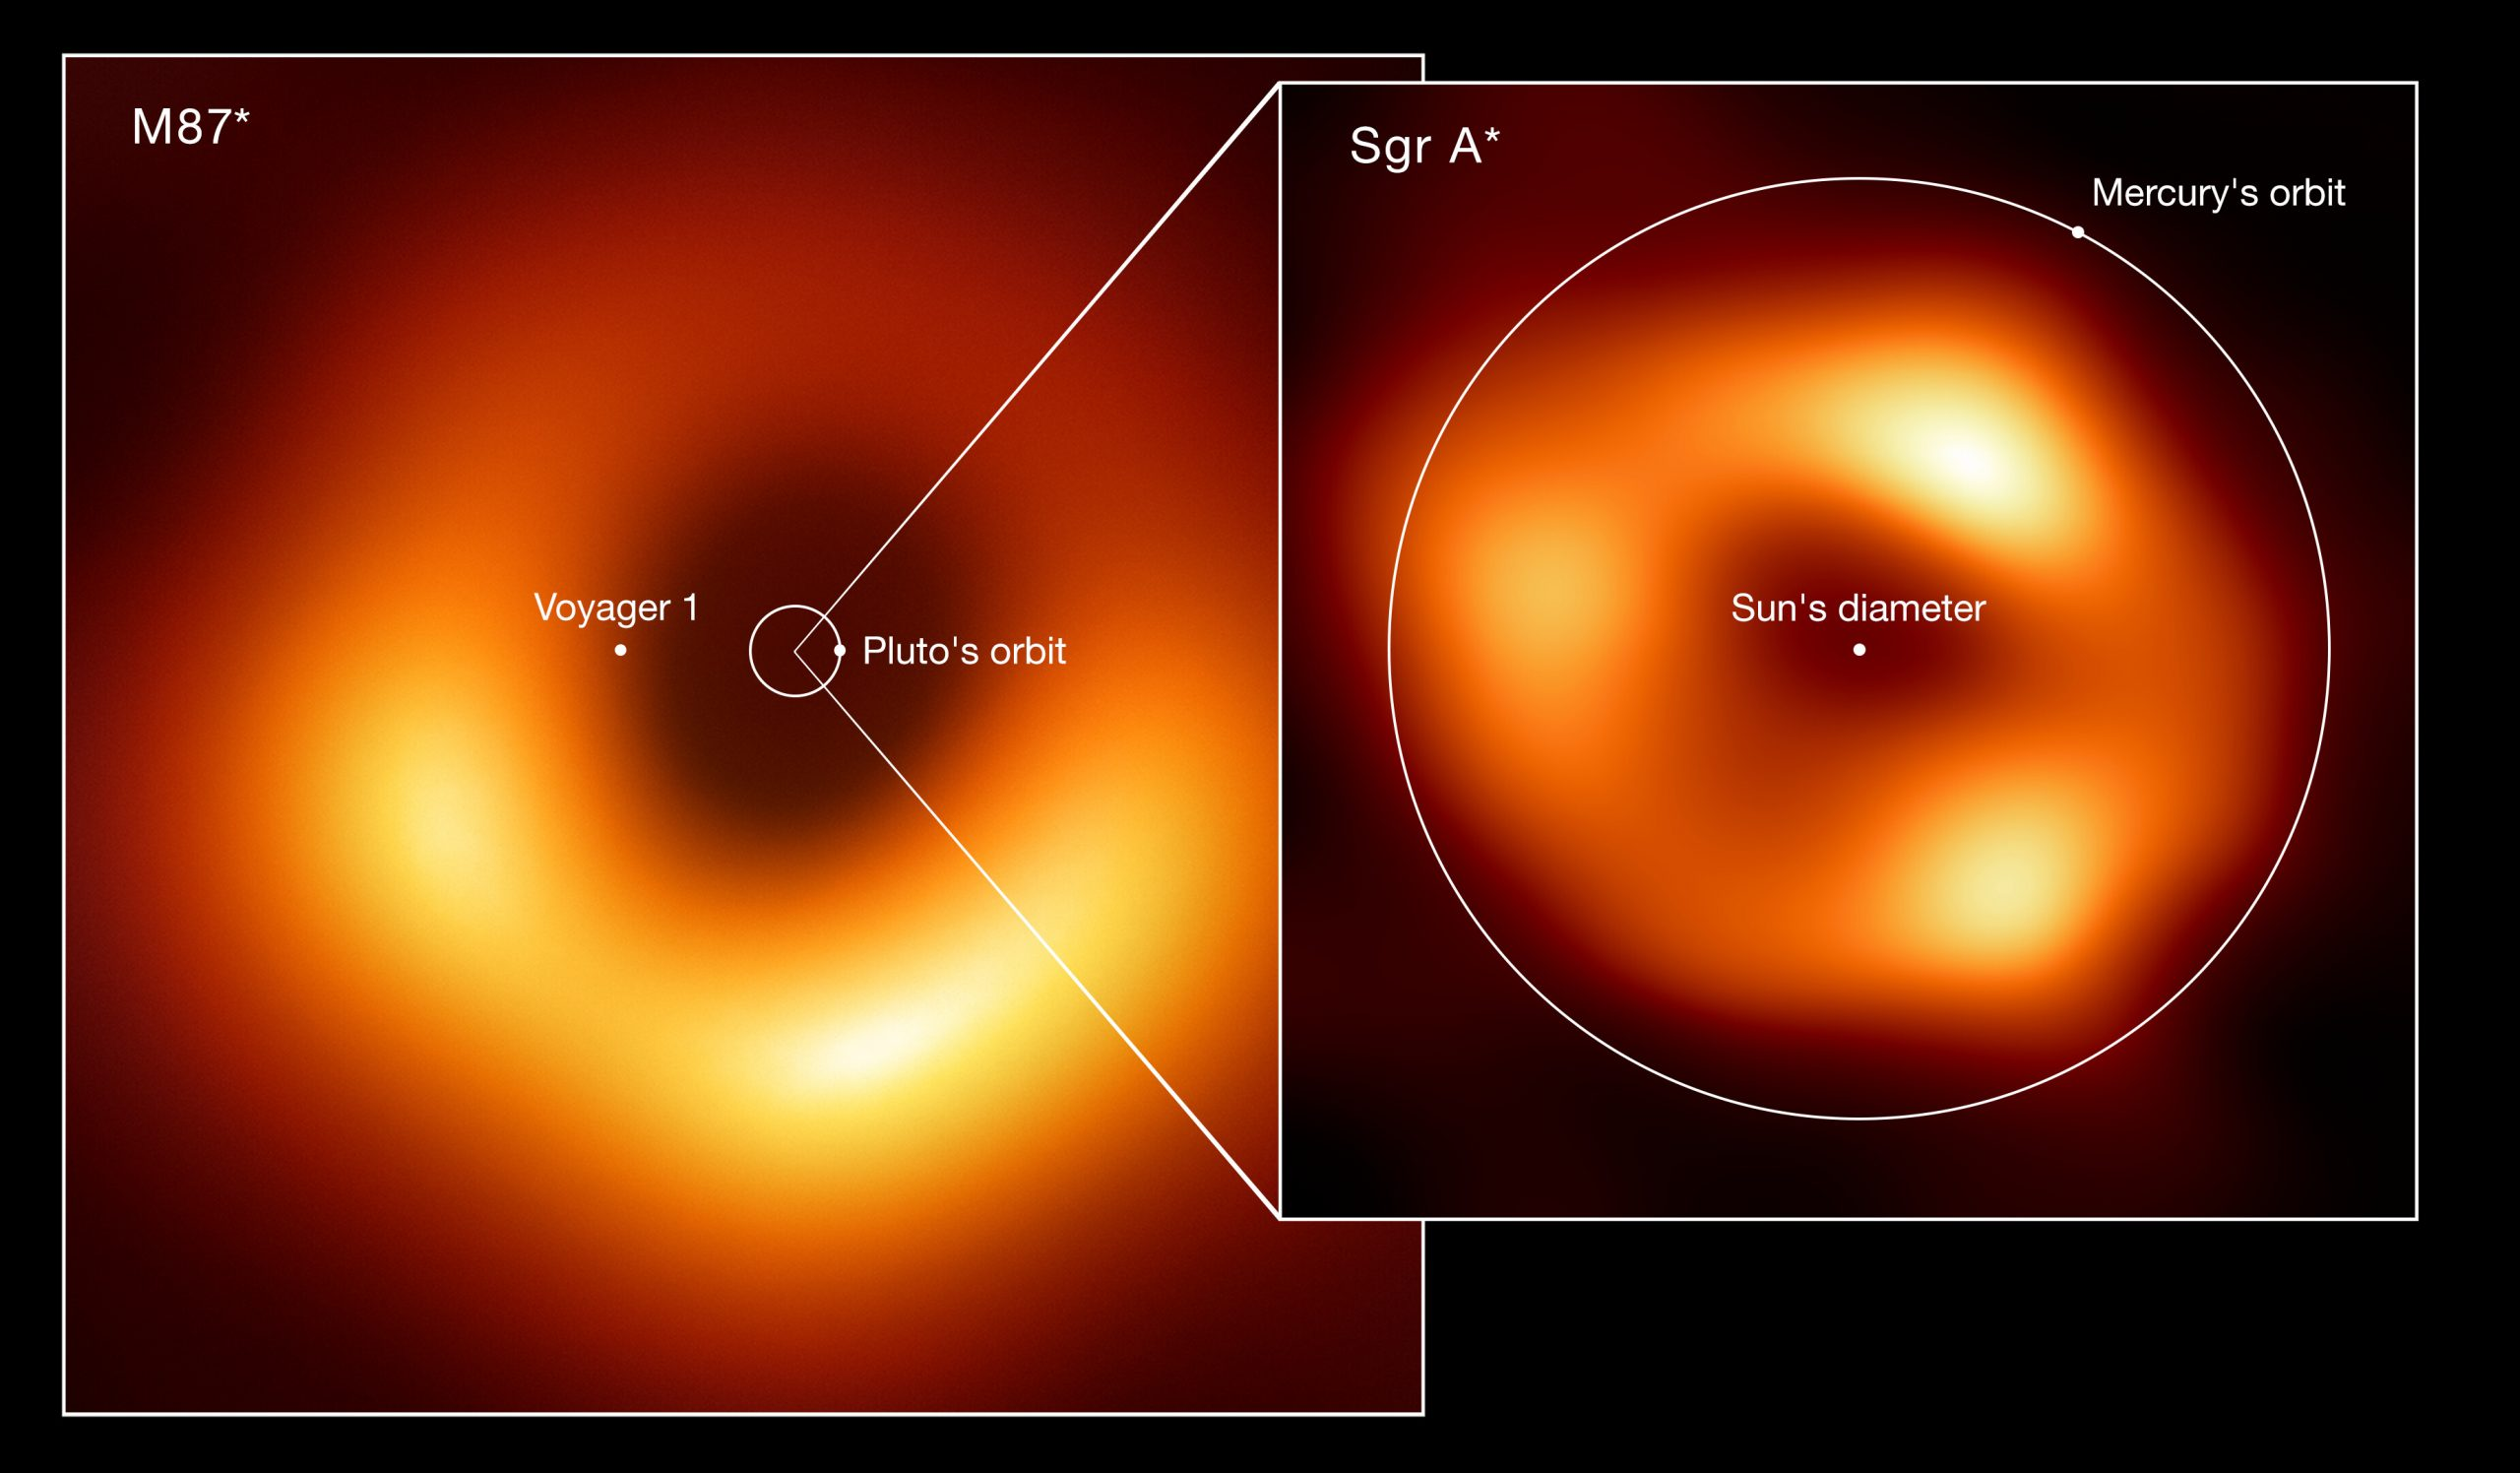 M87*
Voyager 1
Pluto's orbit
Sgr A*
Mercury's orbit
Sun's diameter